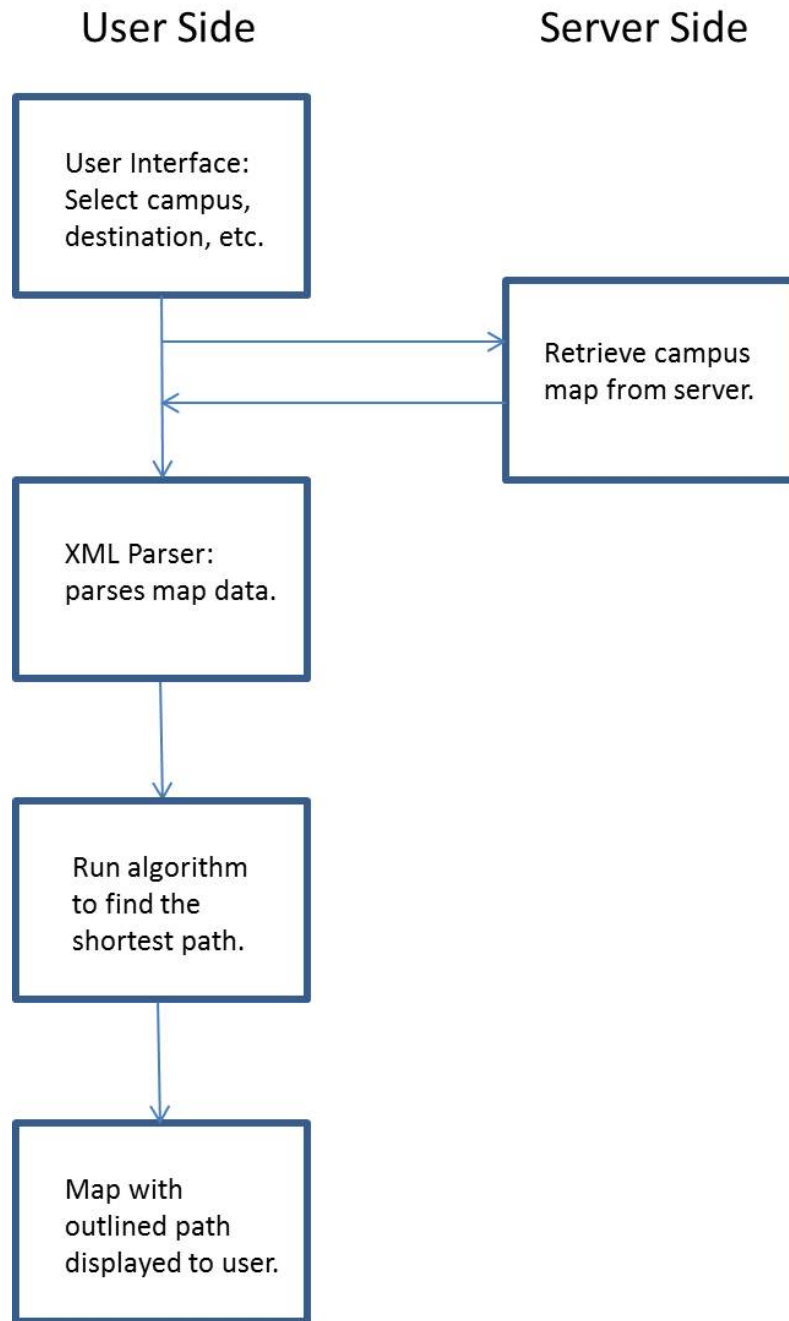 User Side
Server Side
User Interface:
Select campus,
destination, etc.
Retrieve campus
map from server.
XML Parser:
parses map data.
Run algorithm
to find the
shortest path.
Map with
outlined path
displayed to user.